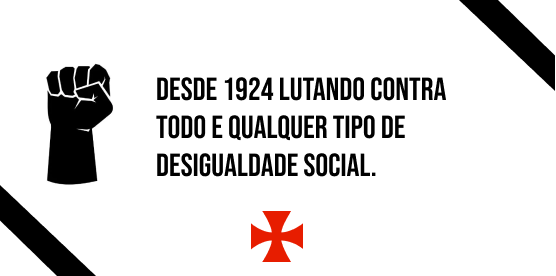 DESDE 1924 LUTANDO CONTRA
TODO E QUALQUER TIPO DE
DESIGUALDADE SOCIAL.